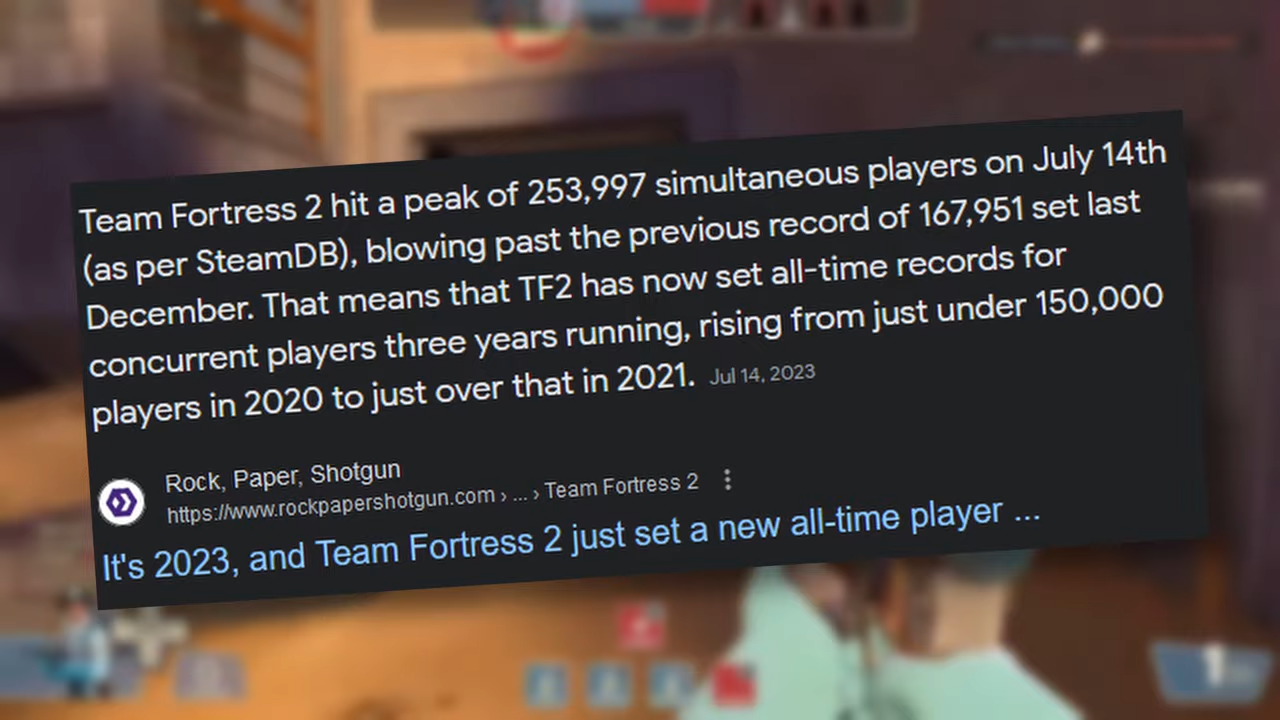 Team Fortress 2 hit a peak of 253,997 simultaneous players on July 14th
(as per SteamDB), blowing past the previous record of 167,951 set last
December. That means that TF2 has now set all-time records for
concurrent players three years running, rising from just under 150,000
players in 2020 to just over that in 2021. Jul 14, 2023
Rock, Paper, Shotgun
https://www.rockpapershotgun.com › ... › Team Fortress 2
It's 2023, and Team Fortress 2 just set a new all-time player ...
1